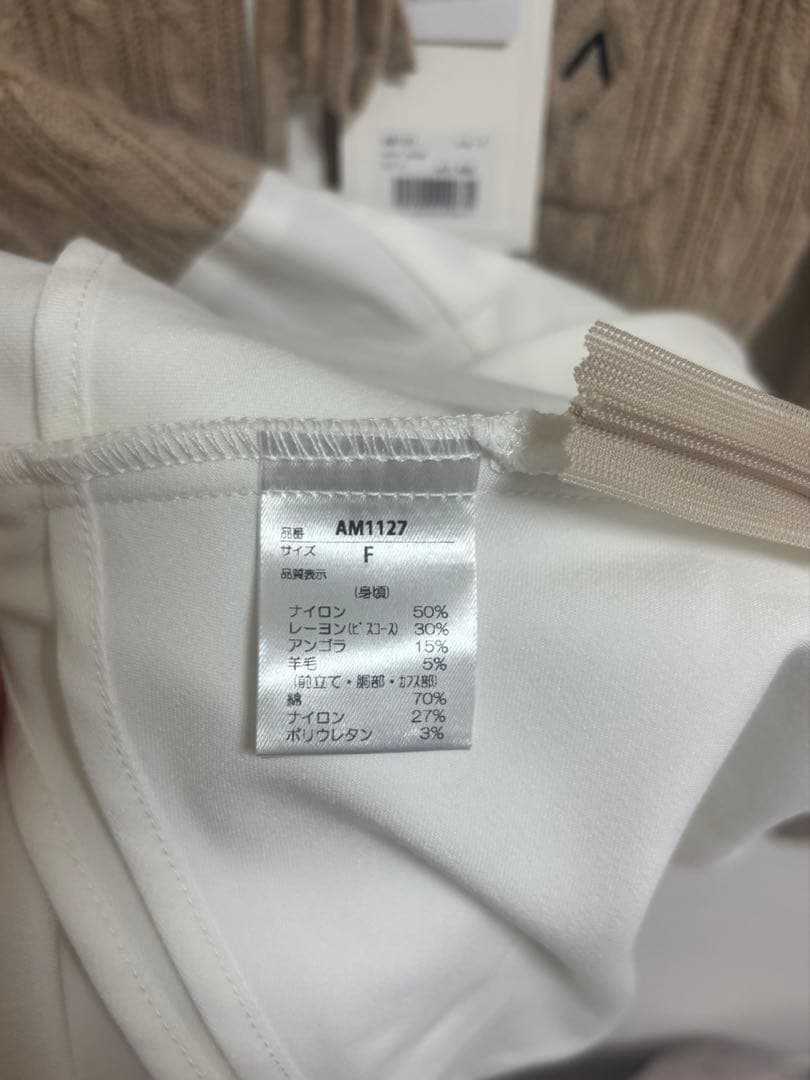 品番 AM1127
サイズ F
品質表示
(身頃)
ナイロン 50%
レーヨン(ビスコース) 30%
アンゴラ 15%
羊毛 5%
(前立て・胴部・カフス部)
綿 70%
ナイロン 27%
ポリウレタン 3%